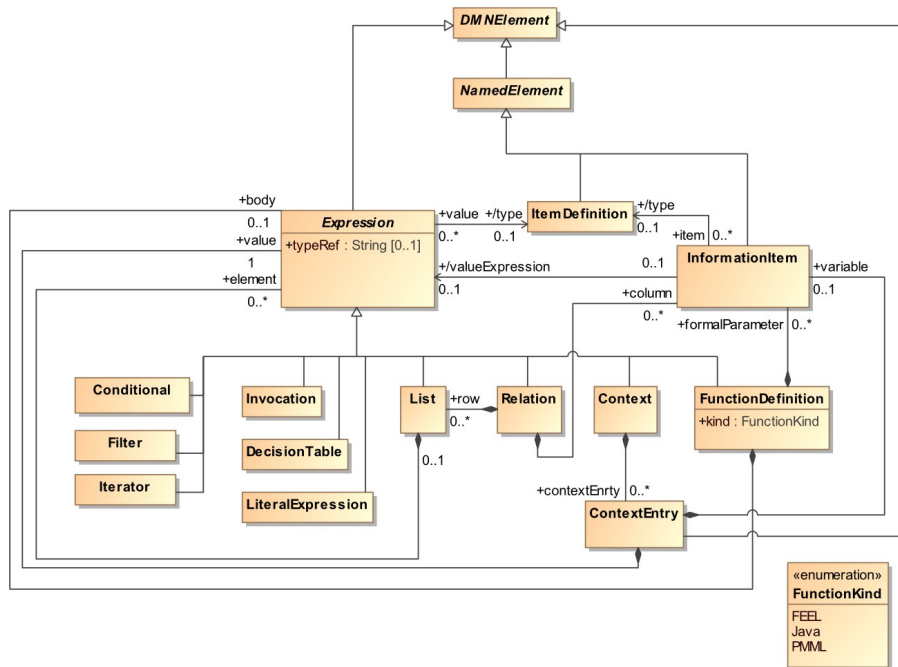 DMNElement
NamedElement
+body
0..1
Expression
+typeRef : String [0..1]
+value
0..*
+/type
0..1
ItemDefinition
+/type
0..1
+item
0..*
+value
1
+element
0..*
+/valueExpression
0..1
0..1
InformationItem
+variable
0..1
+column
0..*
+formalParameter
0..*
Conditional
Filter
Iterator
Invocation
DecisionTable
LiteralExpression
List
+row
0..*
0..1
Relation
Context
FunctionDefinition
+kind : FunctionKind
+contextEnrty
0..*
ContextEntry
«enumeration»
FunctionKind
FEEL
Java
PMML